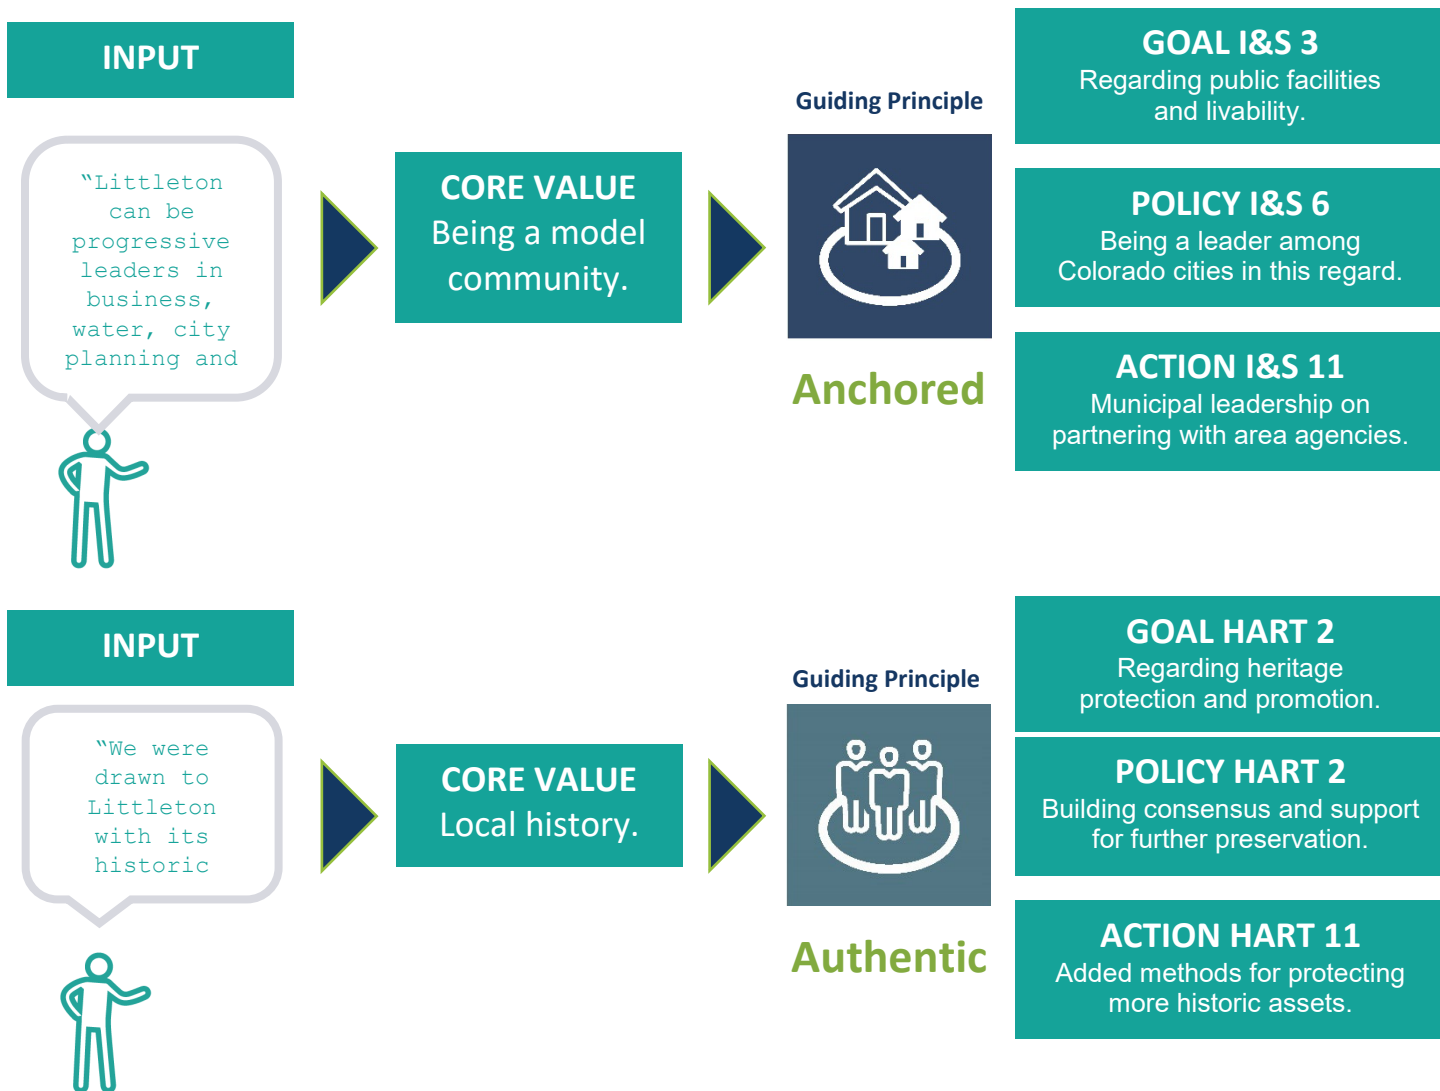 INPUT
“Littleton
can be
progressive
leaders in
business,
water, city
planning and
CORE VALUE
Being a model
community.
Guiding Principle
Anchored
GOAL I&S 3
Regarding public facilities
and livability.
POLICY I&S 6
Being a leader among
Colorado cities in this regard.
ACTION I&S 11
Municipal leadership on
partnering with area agencies.
INPUT
“We were
drawn to
Littleton
with its
historic
CORE VALUE
Local history.
Guiding Principle
Authentic
GOAL HART 2
Regarding heritage
protection and promotion.
POLICY HART 2
Building consensus and support
for further preservation.
ACTION HART 11
Added methods for protecting
more historic assets.